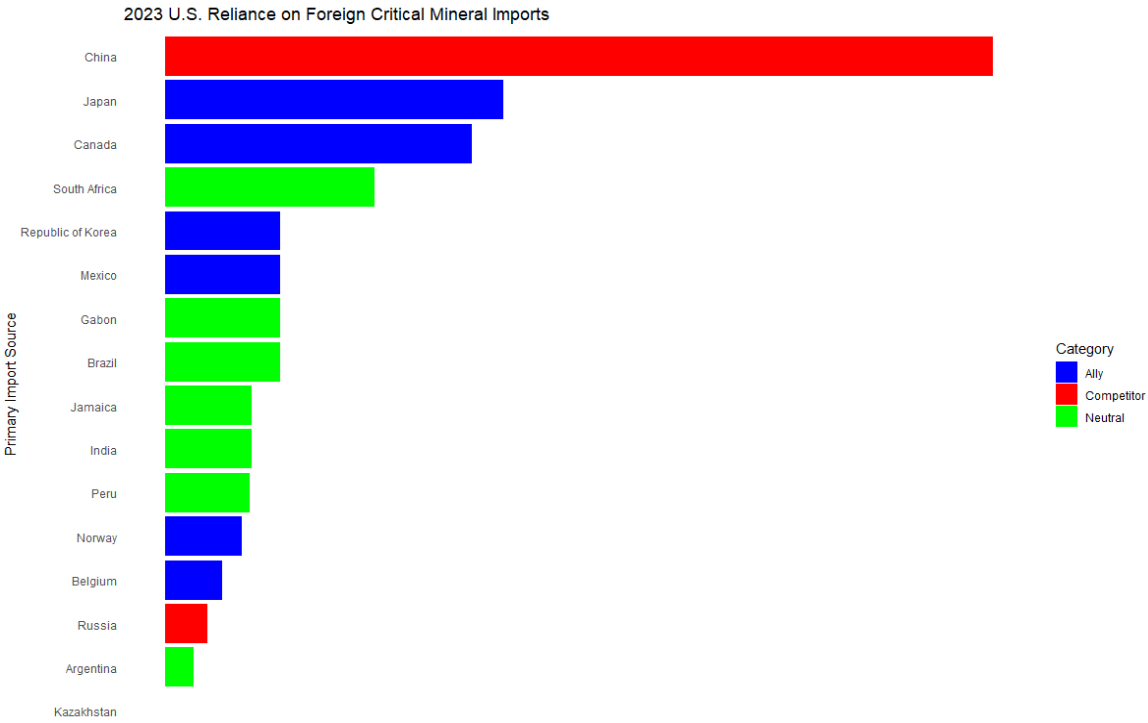 2023 U.S. Reliance on Foreign Critical Mineral Imports
China
Japan
Canada
South Africa
Republic of Korea
Mexico
Gabon
Brazil
Jamaica
India
Peru
Norway
Belgium
Russia
Argentina
Kazakhstan
Primary Import Source
Category
Ally
Competitor
Neutral